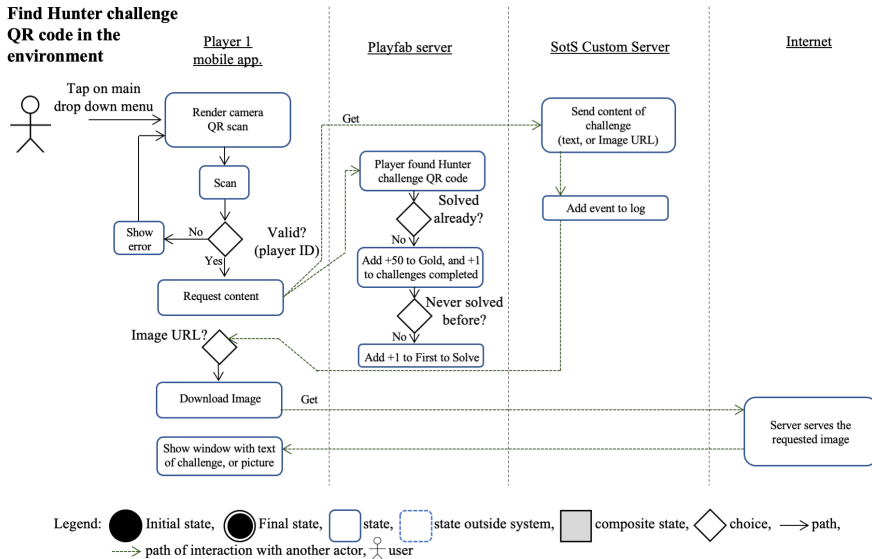 Find Hunter challenge
QR code in the
environment
Player 1
mobile app.
Playfab server
SotS Custom Server
Internet
Tap on main
drop down menu
Render camera
QR scan
Get
Send content of
challenge
(text, or Image URL)
Scan
Player found Hunter
challenge QR code
Solved
already?
Add event to log
Show
error
No
Valid?
(player ID)
Yes
No
Add +50 to Gold, and +1
to challenges completed
Request content
Never solved
before?
Image URL?
No
Add +1 to First to Solve
Download Image
Get
Server serves the
requested image
Show window with text
of challenge, or picture
Legend: Initial state, Final state, state, state outside system, composite state, choice, path,
path of interaction with another actor, user